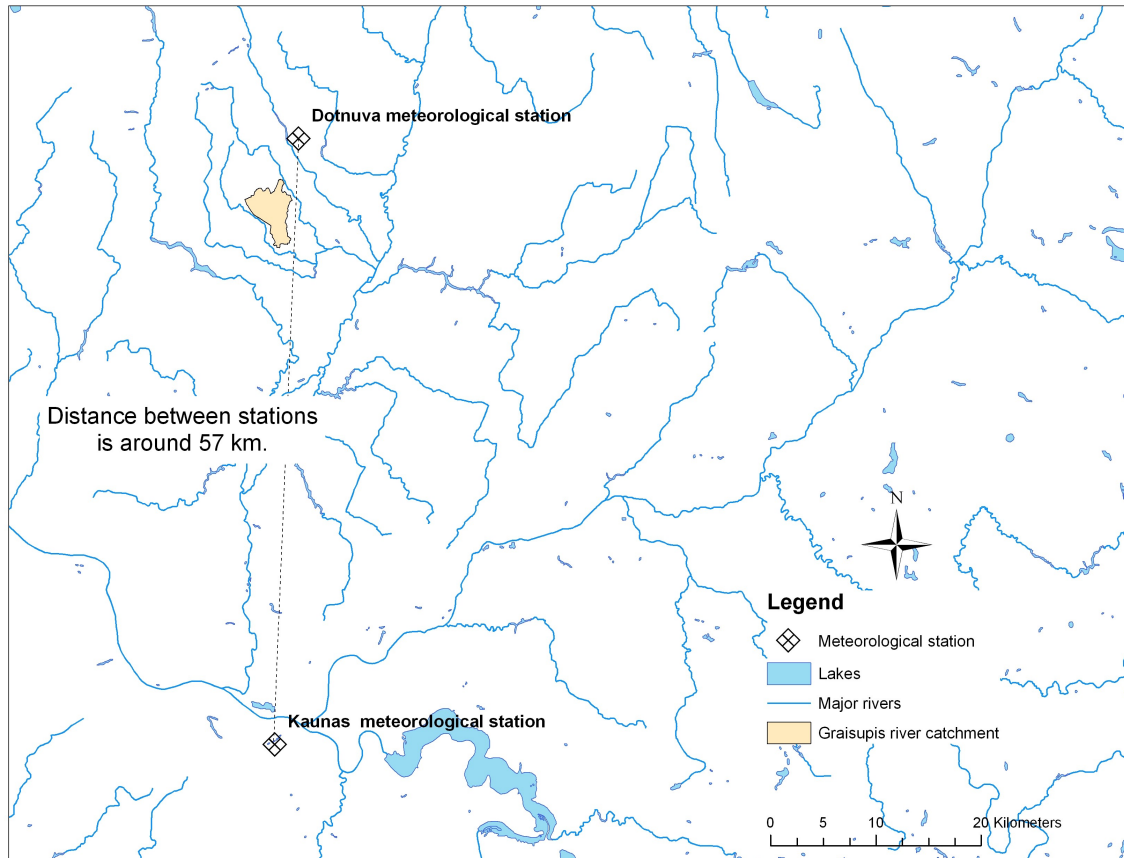 Dotnuva meteorological station
Distance between stations
is around 57 km.
N
Legend
Meteorological station
Lakes
Major rivers
Graisupis river catchment
Kaunas  meteorological station
0 5 10 20 Kilometers